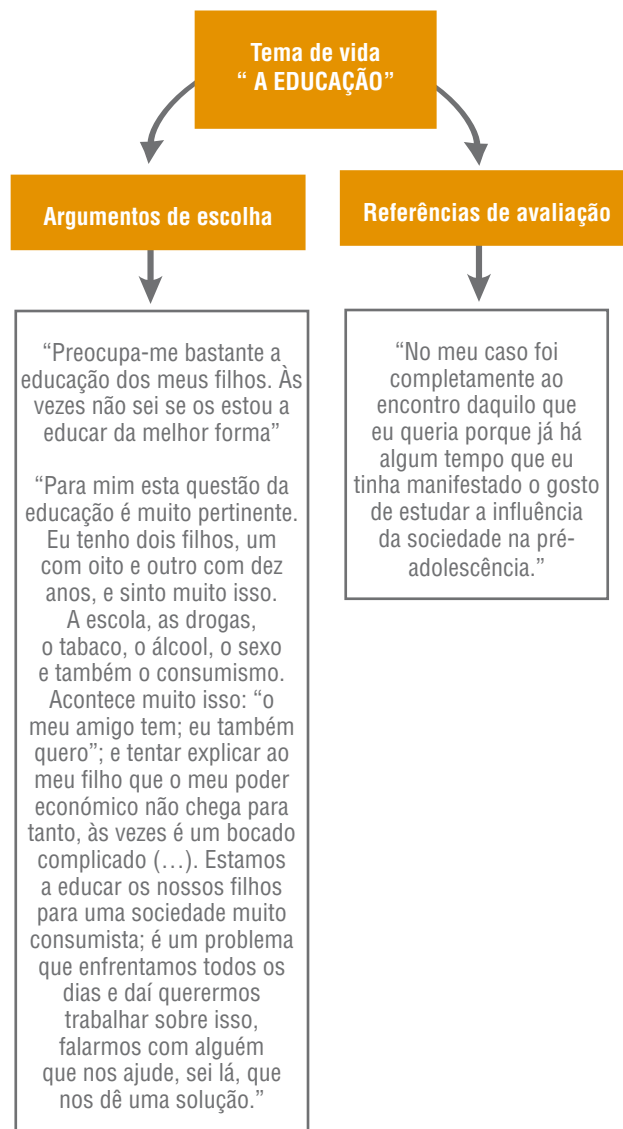 Tema de vida
“ A EDUCAÇÃO”
Argumentos de escolha
Referências de avaliação
“Preocupa-me bastante a
educação dos meus filhos. Às
vezes não sei se os estou a
educar da melhor forma”
“Para mim esta questão da
educação é muito pertinente.
Eu tenho dois filhos, um
com oito e outro com dez
anos, e sinto muito isso.
A escola, as drogas,
o tabaco, o álcool, o sexo
e também o consumismo.
Acontece muito isso: “o
meu amigo tem; eu também
quero”; e tentar explicar ao
meu filho que o meu poder
económico não chega para
tanto, às vezes é um bocado
complicado (…). Estamos
a educar os nossos filhos
para uma sociedade muito
consumista; é um problema
que enfrentamos todos os
dias e daí querermos
trabalhar sobre isso,
falarmos com alguém
que nos ajude, sei lá, que
nos dê uma solução.”
“No meu caso foi
completamente ao
encontro daquilo que
eu queria porque já há
algum tempo que eu
tinha manifestado o gosto
de estudar a influência
da sociedade na pré-
adolescência.”